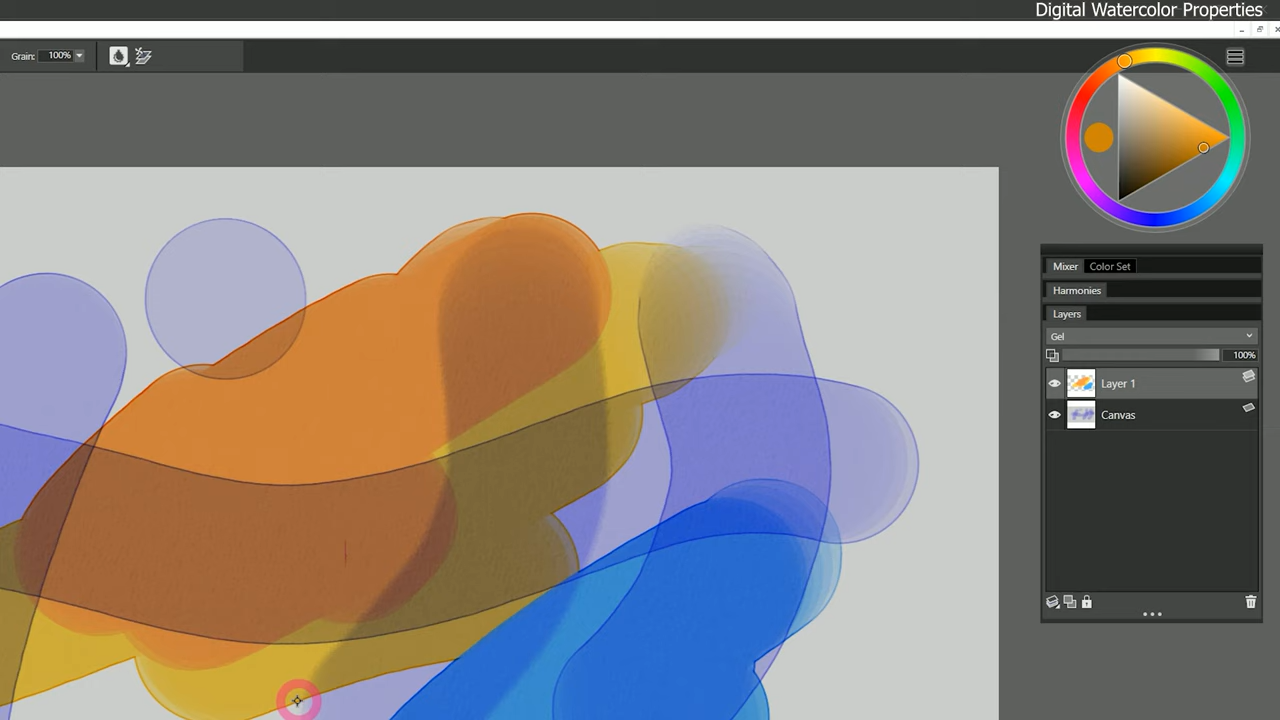 Digital Watercolor Properties
Grain: 100%
Mixer Color Set
Harmonies
Layers
Gel
100%
Layer 1
Canvas